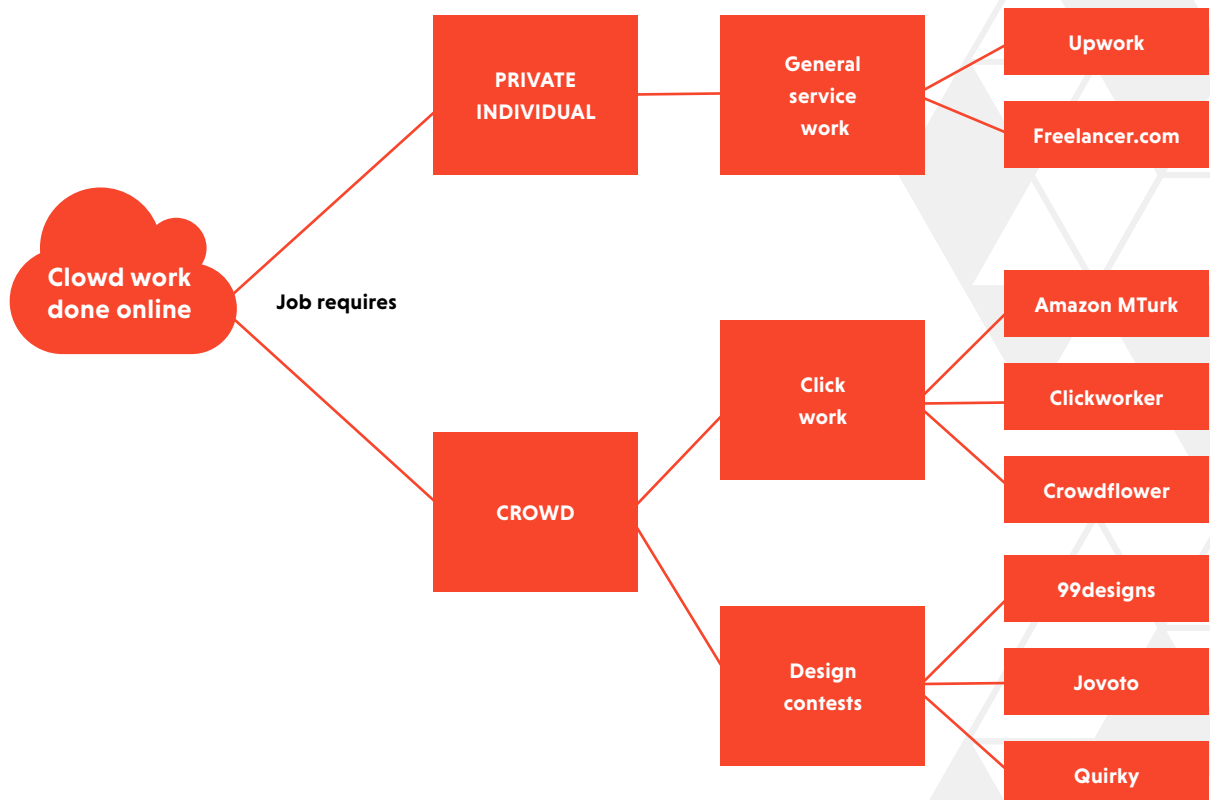 Clowd work
done online
Job requires
PRIVATE
INDIVIDUAL
General
service
work
Upwork
Freelancer.com
CROWD
Click
work
Amazon MTurk
Clickworker
Crowdflower
Design
contests
99designs
Jovoto
Quirky